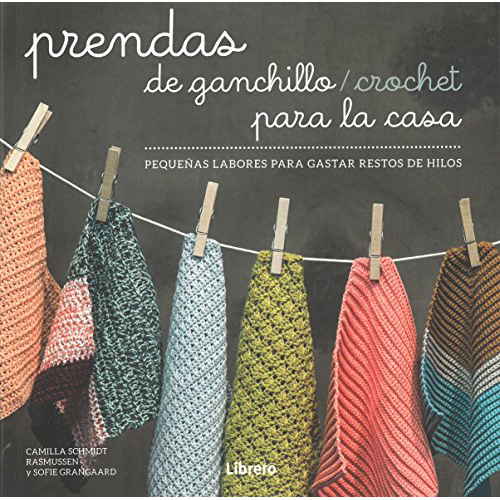 prendas
de ganchillo / crochet
para la casa
PEQUEÑAS LABORES PARA GASTAR RESTOS DE HILOS
CAMILLA SCHMIDT
RASMUSSEN
y SOFIE GRANGAARD
Librero